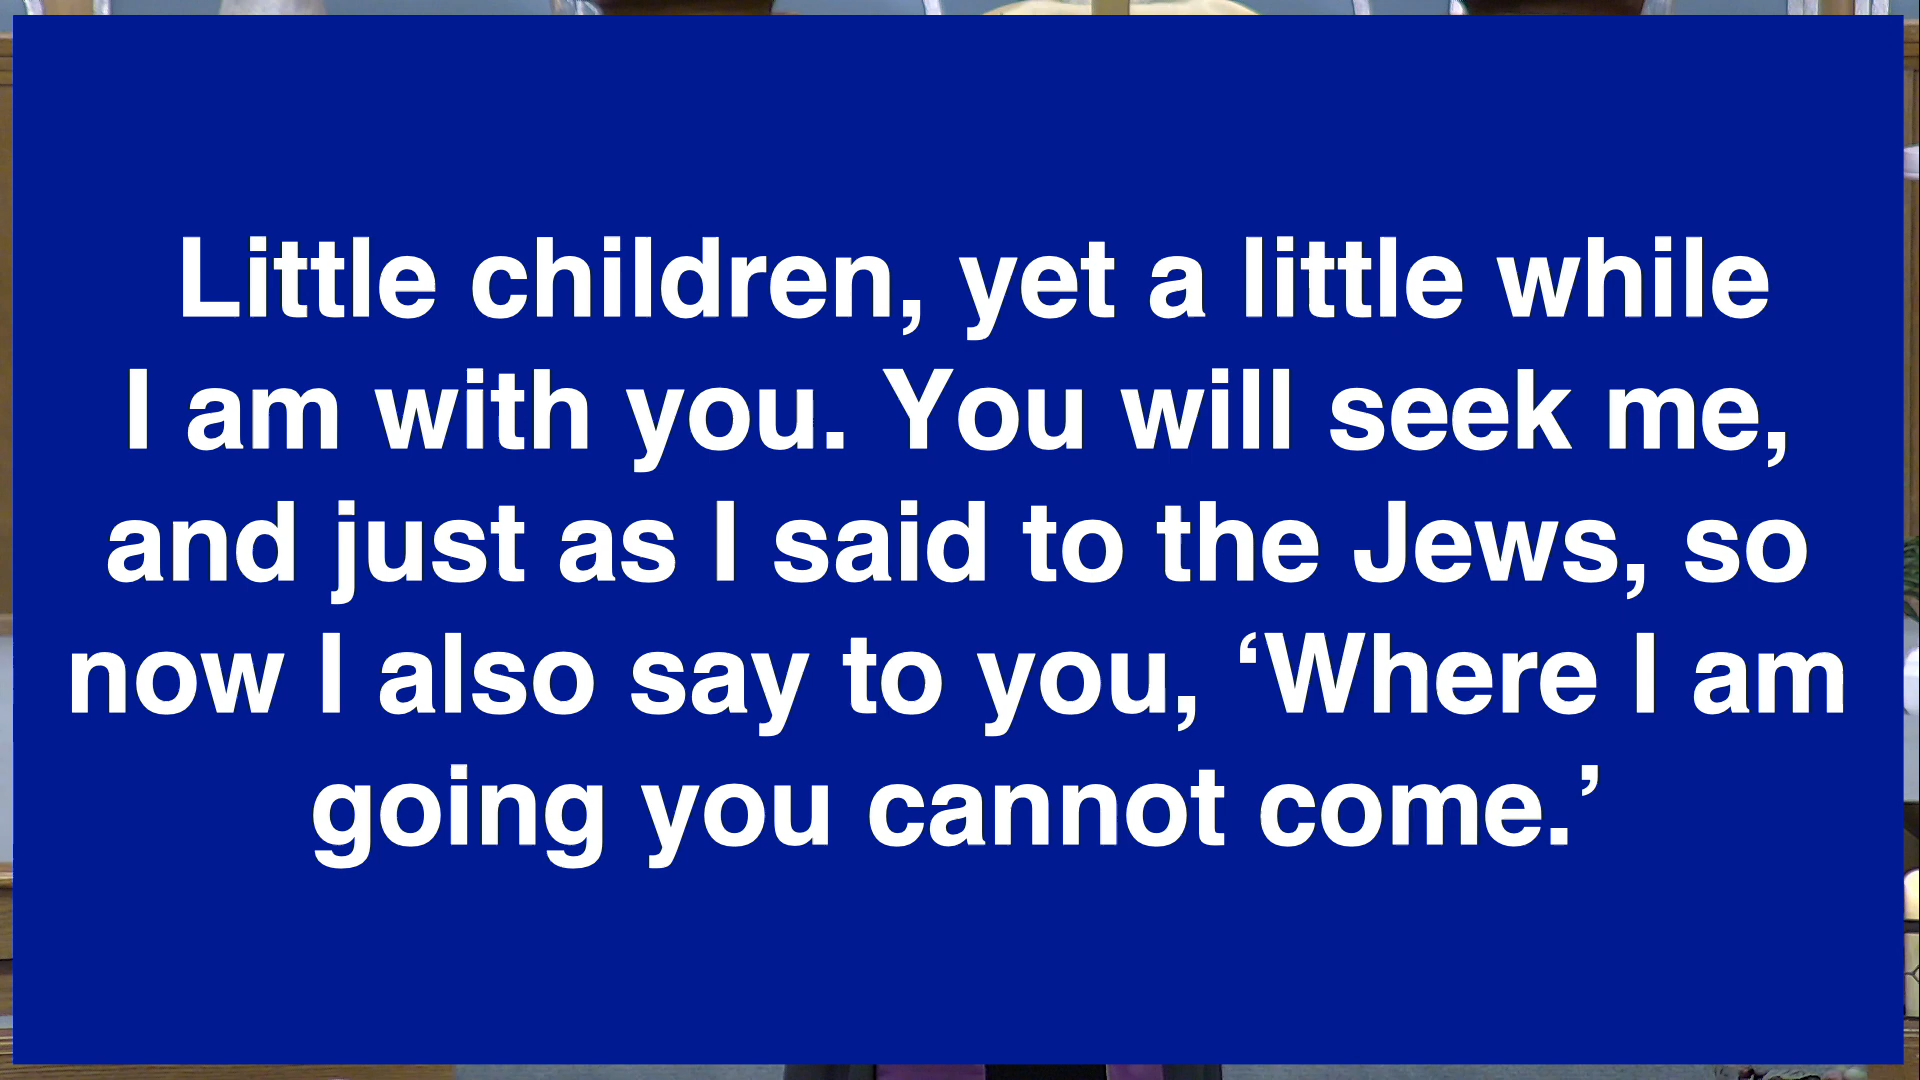 Little children, yet a little while
I am with you. You will seek me,
and just as I said to the Jews, so
now I also say to you, ‘Where I am
going you cannot come.’